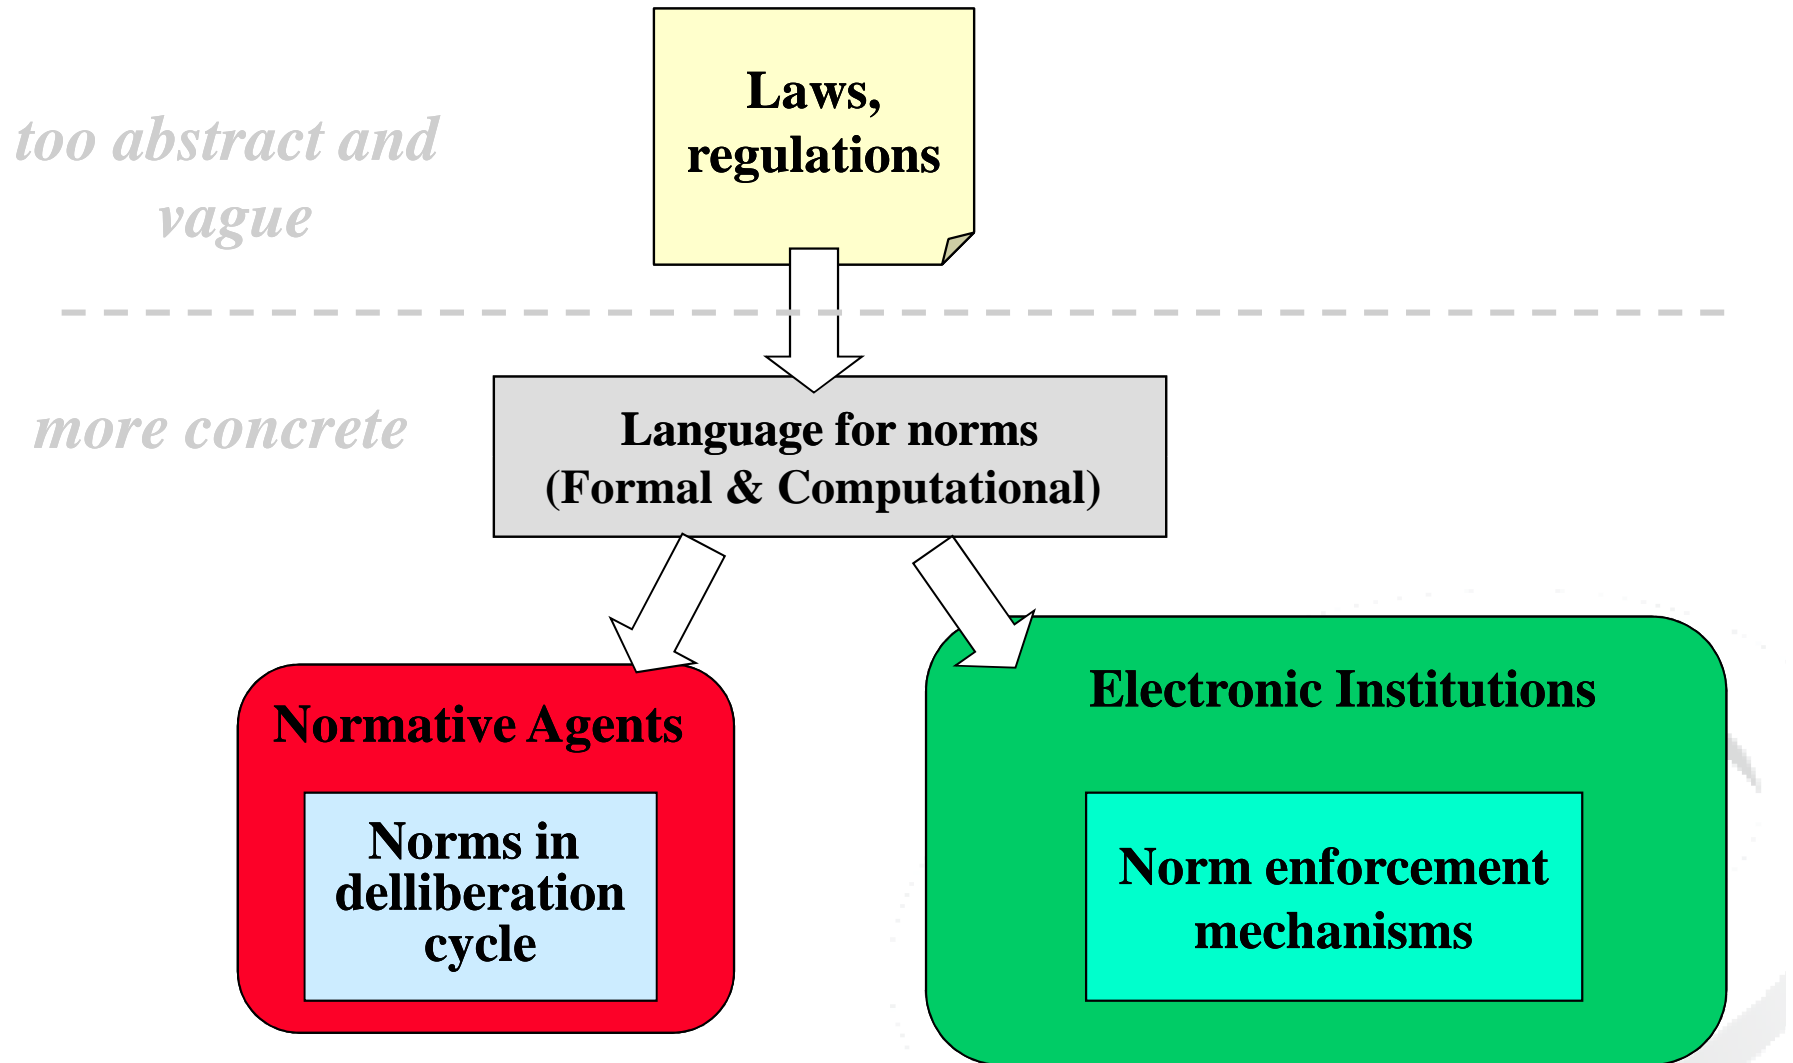 Laws,
regulations
too abstract and
vague
more concrete
Language for norms
(Formal & Computational)
Normative Agents
Norms in
delliberation
cycle
Electronic Institutions
Norm enforcement
mechanisms